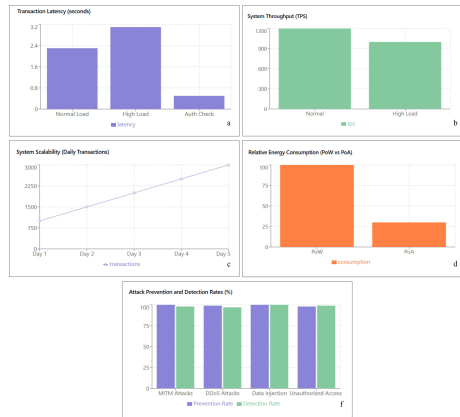 Transaction Latency (seconds)
3.2
2.4
1.6
0.8
0
Normal Load High Load Auth Check
latency
a
System Throughput (TPS)
1200
900
600
300
0
Normal High Load
tps
b
System Scalability (Daily Transactions)
3000
2250
1500
750
0
Day 1 Day 2 Day 3 Day 4 Day 5
transactions
c
Relative Energy Consumption (PoW vs PoA)
100
75
50
25
0
PoW PoA
consumption
d
Attack Prevention and Detection Rates (%)
100
75
50
25
0
MITM Attacks DDoS Attacks Data Injection Unauthorized Access
Prevention Rate Detection Rate
f